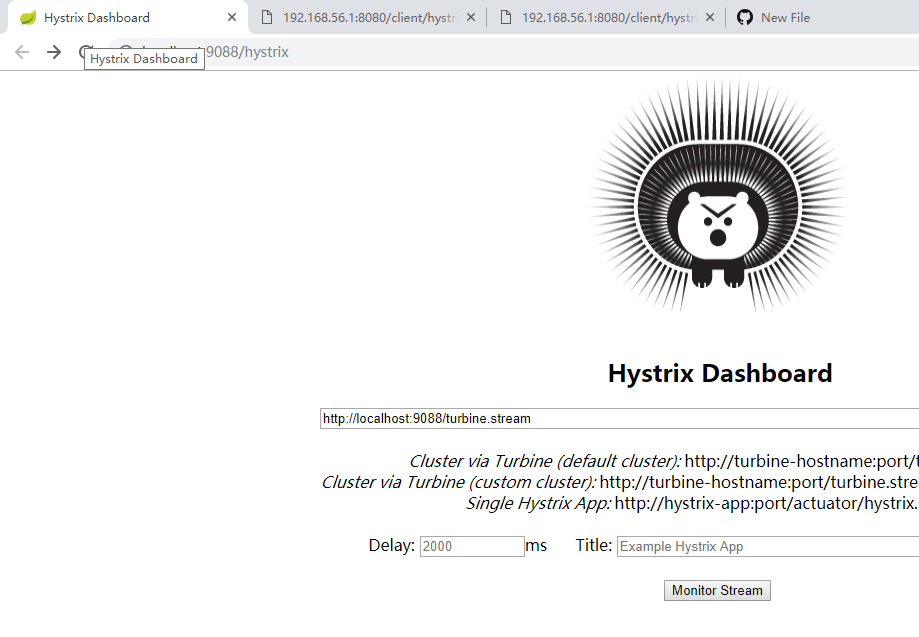 Hystrix Dashboard
192.168.56.1:8080/client/hystr
192.168.56.1:8080/client/hystr
New File
:9088/hystrix
Hystrix Dashboard
Hystrix Dashboard
http://localhost:9088/turbine.stream
Cluster via Turbine (default cluster): http://turbine-hostname:port/t
Cluster via Turbine (custom cluster): http://turbine-hostname:port/turbine.strea
Single Hystrix App: http://hystrix-app:port/actuator/hystrix.
Delay: 2000 ms Title: Example Hystrix App
Monitor Stream